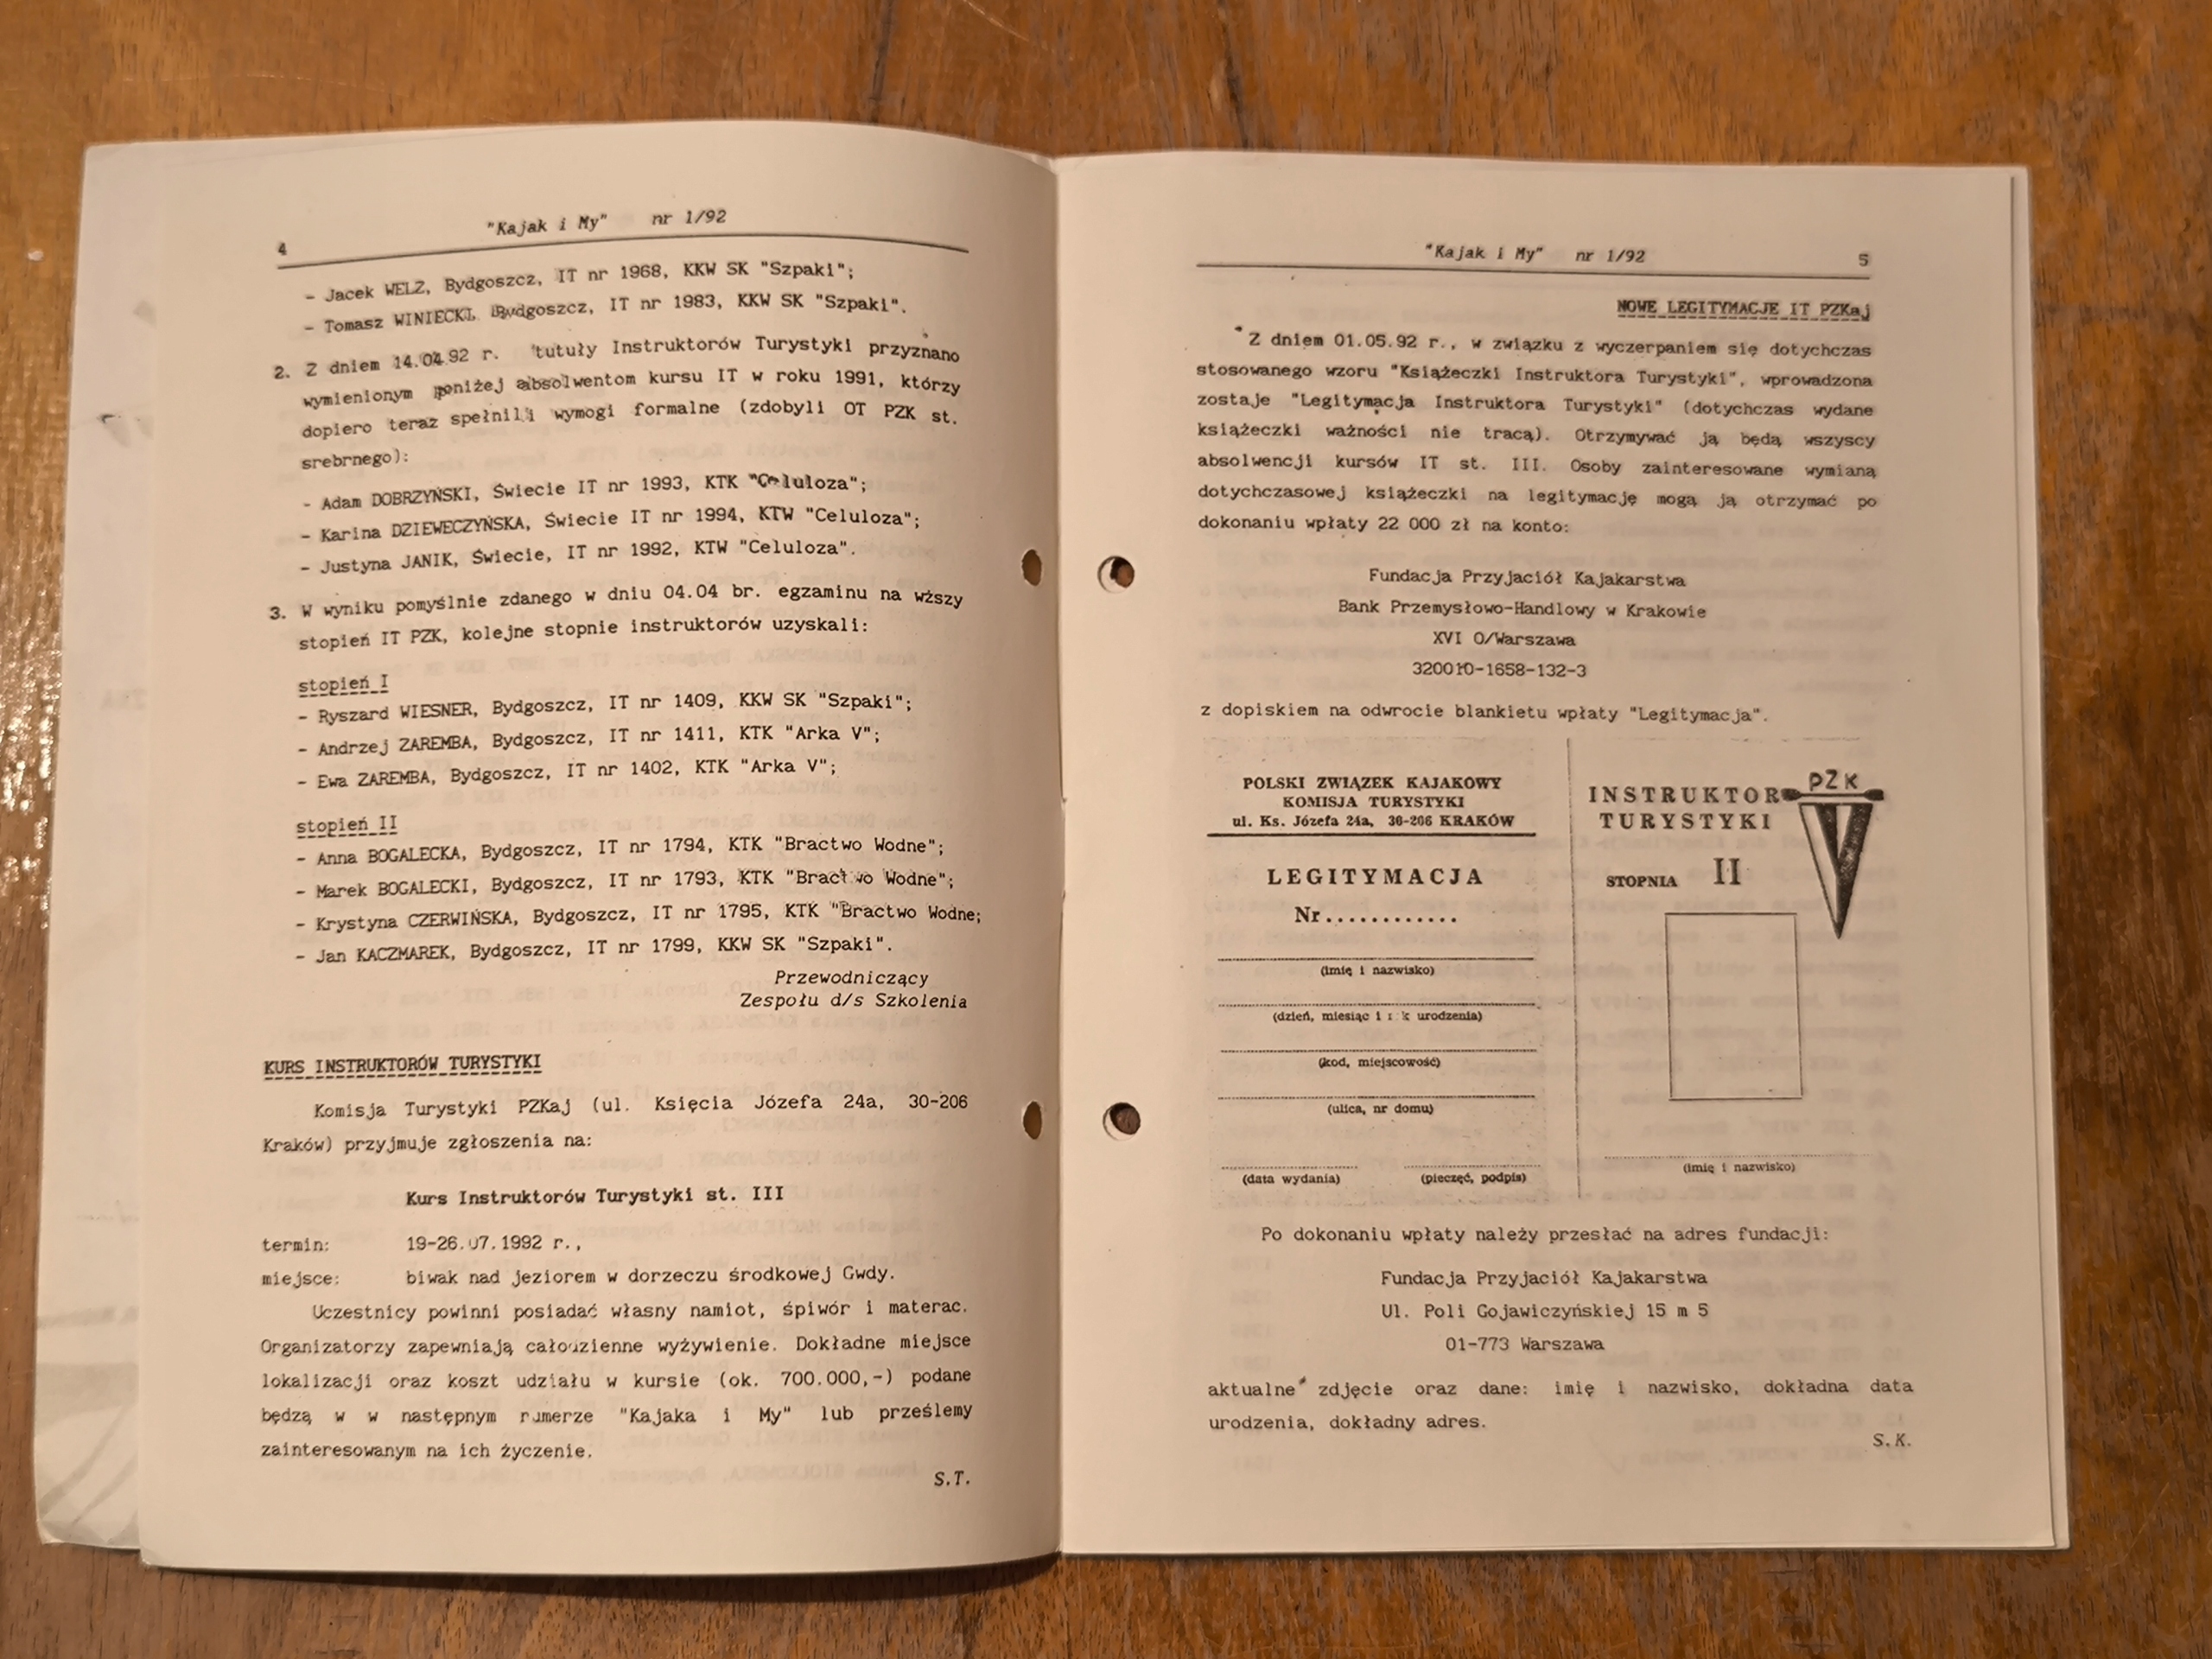 "Kajak i My" nr 1/92
4
- Jacek WELZ, Bydgoszcz, IT nr 1968, KKW SK "Szpaki";
- Tomasz WINIECKI, Bydgoszcz, IT nr 1983, KKW SK "Szpaki".
2. Z dniem 14.04.92 r. tutuły Instruktorów Turystyki przyznano
wymienionym poniżej absolwentom kursu IT w roku 1991, którzy
dopiero teraz spełnili wymogi formalne (zdobyli OT PZK st.
srebrnego):
- Adam DOBRZYŃSKI, Świecie IT nr 1993, KTK "Celuloza";
- Karina DZIEWECZYŃSKA, Świecie IT nr 1994, KTW "Celuloza";
- Justyna JANIK, Świecie, IT nr 1992, KTW "Celuloza".
3. W wyniku pomyślnie zdanego w dniu 04.04 br. egzaminu na wższy
stopień IT PZK, kolejne stopnie instruktorów uzyskali:
stopień I
- Ryszard WIESNER, Bydgoszcz, IT nr 1409, KKW SK "Szpaki";
- Andrzej ZAREMBA, Bydgoszcz, IT nr 1411, KTK "Arka V";
- Ewa ZAREMBA, Bydgoszcz, IT nr 1402, KTK "Arka V";
stopień II
- Anna BOGALECKA, Bydgoszcz, IT nr 1794, KTK "Bractwo Wodne";
- Marek BOGALECKI, Bydgoszcz, IT nr 1793, KTK "Bractwo Wodne";
- Krystyna CZERWIŃSKA, Bydgoszcz, IT nr 1795, KTK "Bractwo Wodne;
- Jan KACZMAREK, Bydgoszcz, IT nr 1799, KKW SK "Szpaki".
Przewodniczący
Zespołu d/s Szkolenia
KURS INSTRUKTORÓW TURYSTYKI
Komisja Turystyki PZKaj (ul. Księcia Józefa 24a, 30-206
Kraków) przyjmuje zgłoszenia na:
Kurs Instruktorów Turystyki st. III
termin: 19-26.07.1992 r.,
miejsce: biwak nad jeziorem w dorzeczu środkowej Gwdy.
Uczestnicy powinni posiadać własny namiot, śpiwór i materac.
Organizatorzy zapewniają całodzienne wyżywienie. Dokładne miejsce
lokalizacji oraz koszt udziału w kursie (ok. 700.000,-) podane
będzą w w następnym numerze "Kajaka i My" lub prześlemy
zainteresowanym na ich życzenie.
S.T.
"Kajak i My" nr 1/92
5
NOWE LEGITYMACJE IT PZKaj
Z dniem 01.05.92 r., w związku z wyczerpaniem się dotychczas
stosowanego wzoru "Książeczki Instruktora Turystyki", wprowadzona
zostaje "Legitymacja Instruktora Turystyki" (dotychczas wydane
książeczki ważności nie tracą). Otrzymywać ją będą wszyscy
absolwencji kursów IT st. III. Osoby zainteresowane wymianą
dotychczasowej książeczki na legitymację mogą ją otrzymać po
dokonaniu wpłaty 22 000 zł na konto:
Fundacja Przyjaciół Kajakarstwa
Bank Przemysłowo-Handlowy w Krakowie
XVI O/Warszawa
320010-1658-132-3
z dopiskiem na odwrocie blankietu wpłaty "Legitymacja".
POLSKI ZWIĄZEK KAJAKOWY
KOMISJA TURYSTYKI
ul. Ks. Józefa 24a, 30-206 KRAKÓW
LEGITYMACJA
Nr............
(imię i nazwisko)
(dzień, miesiąc i rok urodzenia)
(kod, miejscowość)
(ulica, nr domu)
(data wydania) (pieczęć, podpis)
PZK
INSTRUKTOR
TURYSTYKI
STOPNIA II
(imię i nazwisko)
Po dokonaniu wpłaty należy przesłać na adres fundacji:
Fundacja Przyjaciół Kajakarstwa
Ul. Poli Gojawiczyńskiej 15 m 5
01-773 Warszawa
aktualne zdjęcie oraz dane: imię i nazwisko, dokładna data
urodzenia, dokładny adres.
S.K.